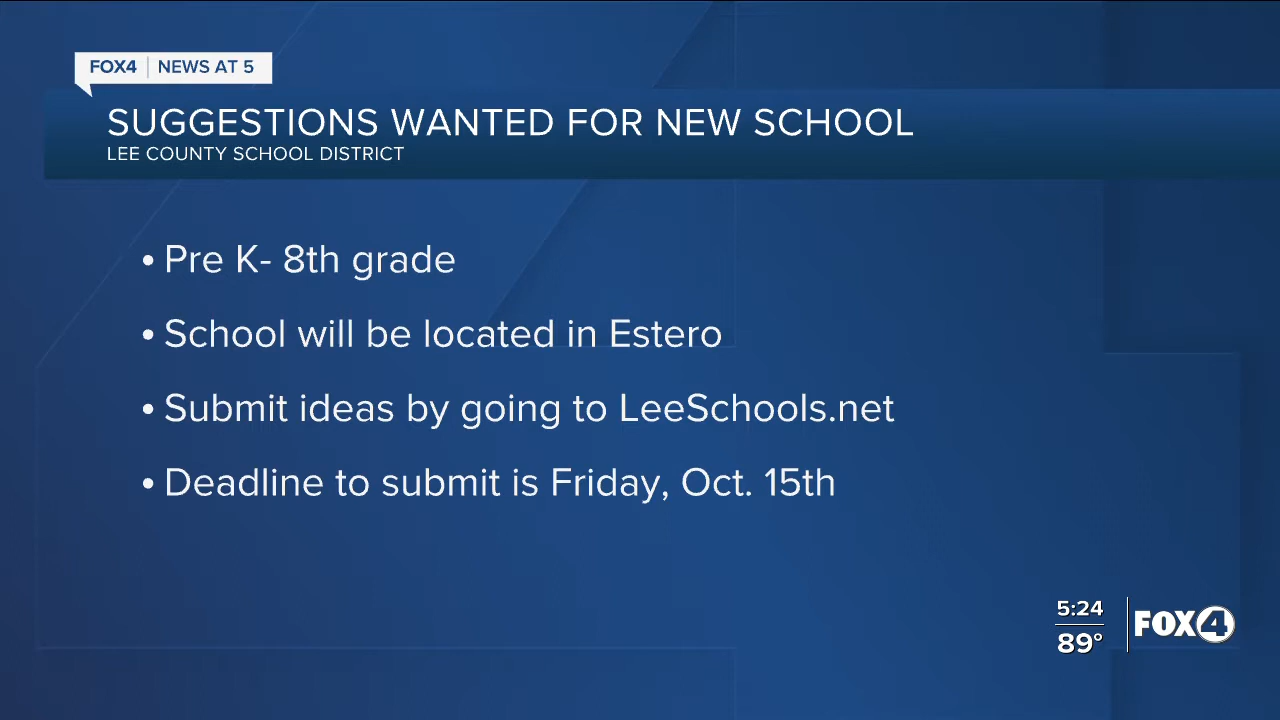 FOX4 | NEWS AT 5
SUGGESTIONS WANTED FOR NEW SCHOOL
LEE COUNTY SCHOOL DISTRICT
• Pre K- 8th grade
• School will be located in Estero
• Submit ideas by going to LeeSchools.net
• Deadline to submit is Friday, Oct. 15th
5:24
89°
FOX 4